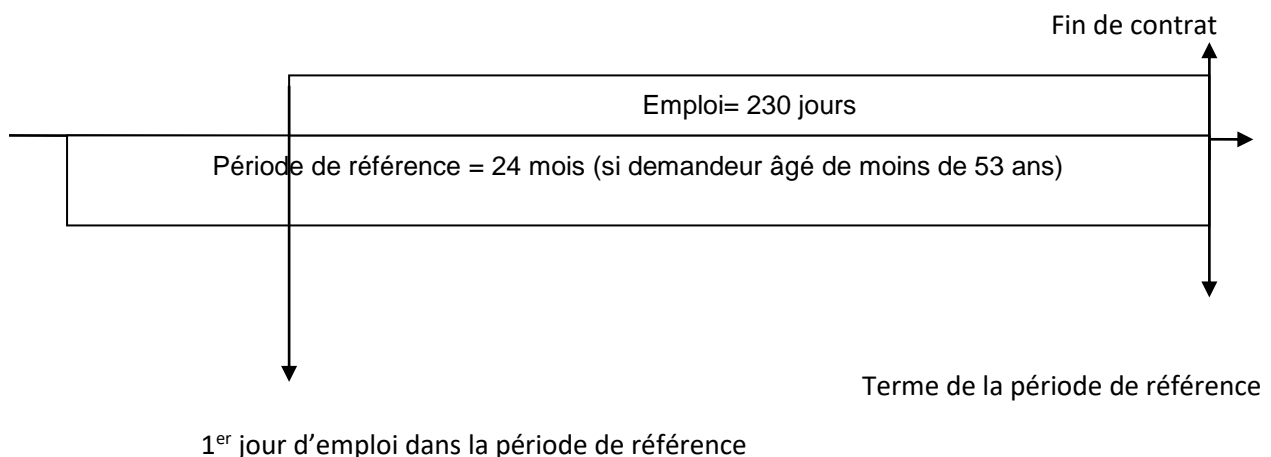 Fin de contrat
Emploi= 230 jours
Période de référence = 24 mois (si demandeur âgé de moins de 53 ans)
Terme de la période de référence
1er jour d’emploi dans la période de référence